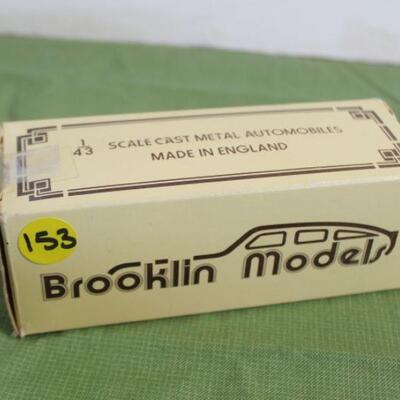 1/43 SCALE CAST METAL AUTOMOBILES
MADE IN ENGLAND
153
Brooklin Models